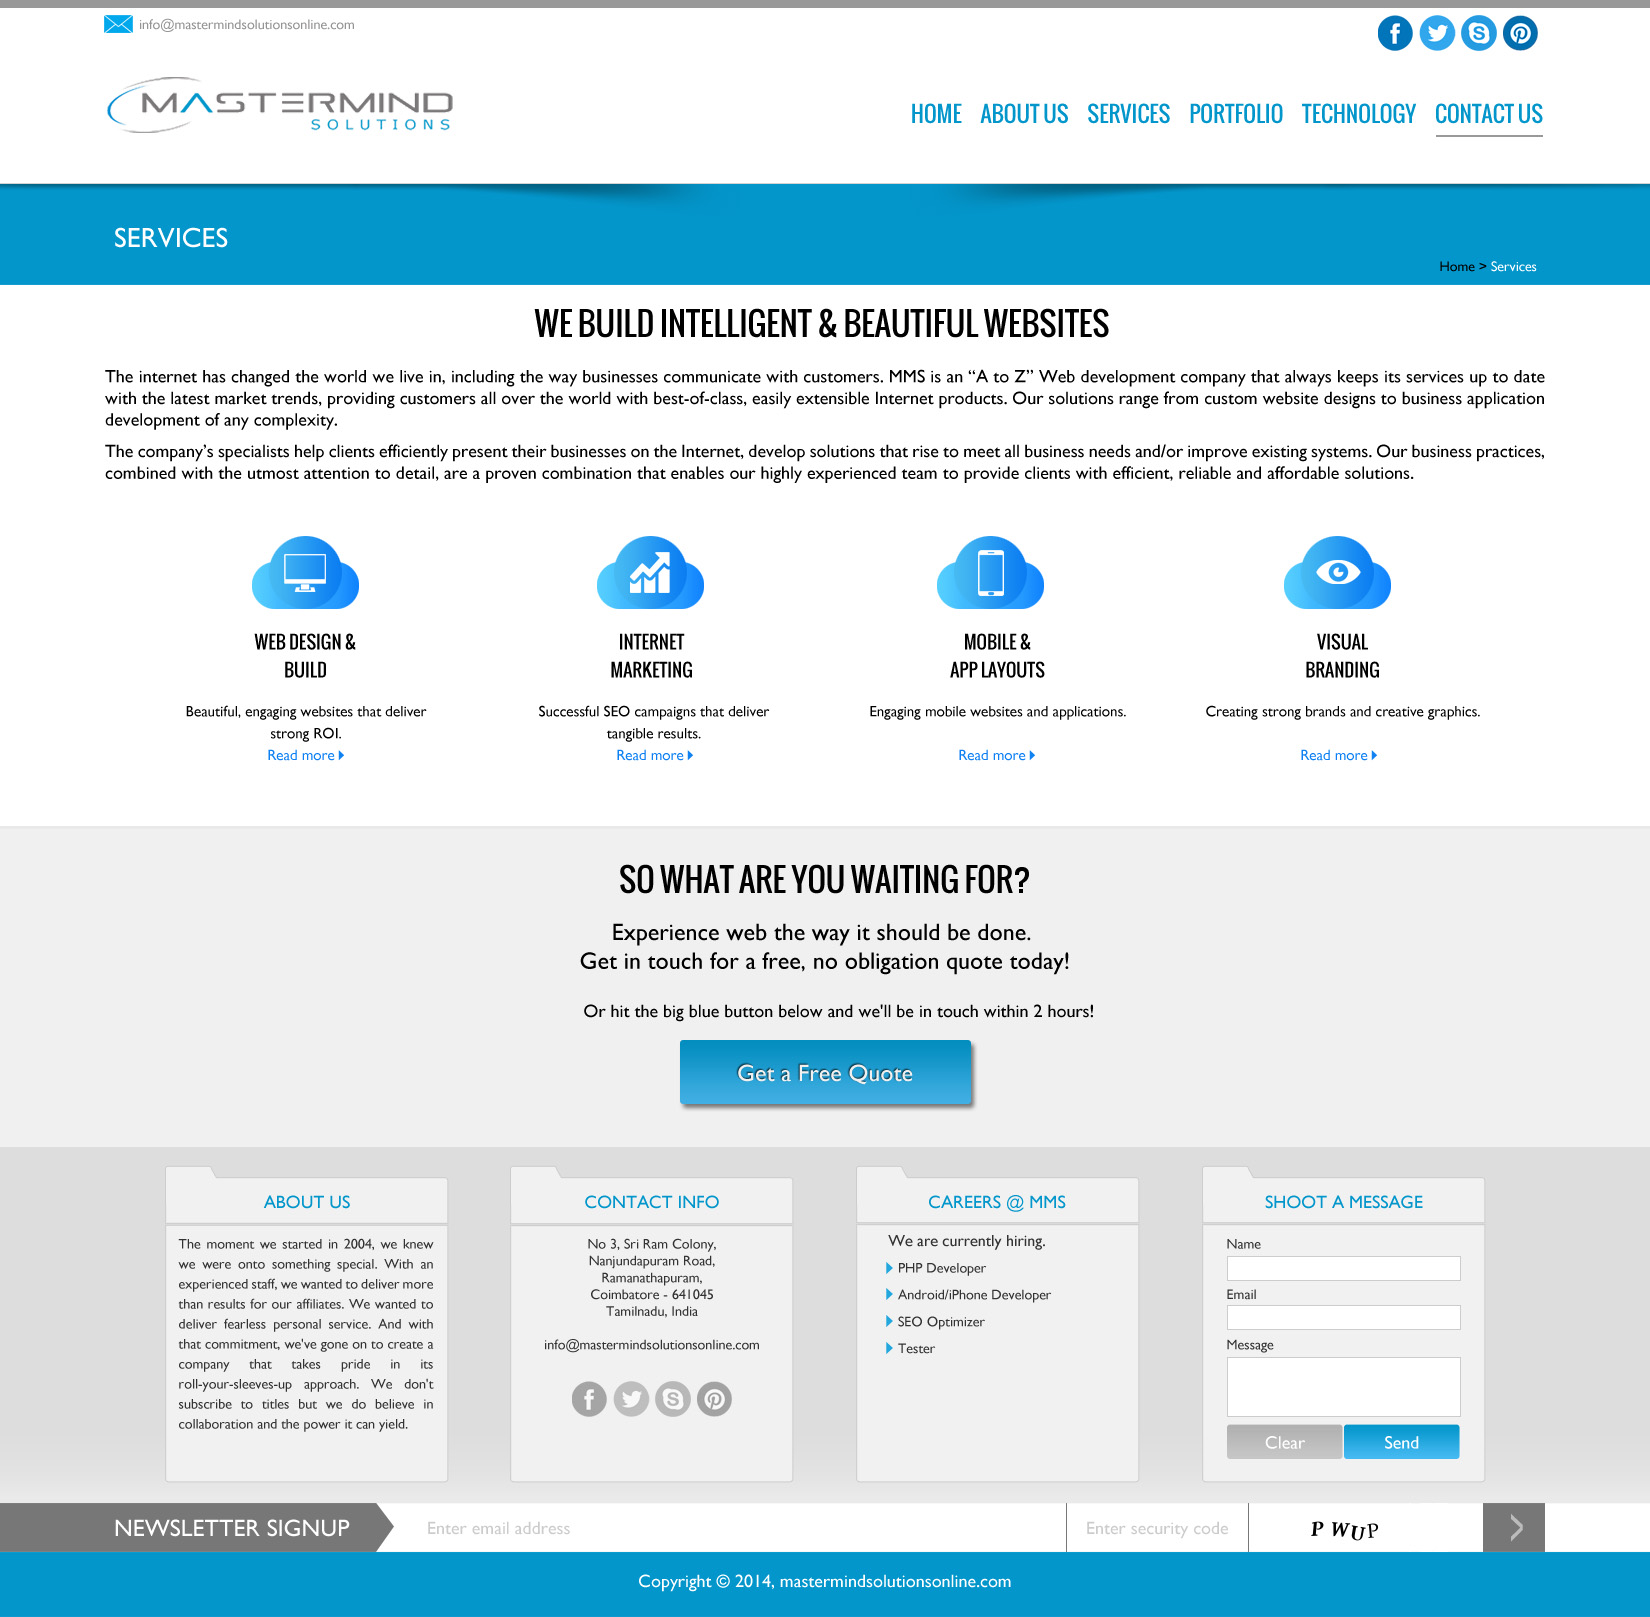 info@mastermindsolutionsonline.com
MASTERMIND
SOLUTIONS
HOME ABOUT US SERVICES PORTFOLIO TECHNOLOGY CONTACT US
SERVICES
Home > Services
WE BUILD INTELLIGENT & BEAUTIFUL WEBSITES
The internet has changed the world we live in, including the way businesses communicate with customers. MMS is an “A to Z” Web development company that always keeps its services up to date
with the latest market trends, providing customers all over the world with best-of-class, easily extensible Internet products. Our solutions range from custom website designs to business application
development of any complexity.
The company’s specialists help clients efficiently present their businesses on the Internet, develop solutions that rise to meet all business needs and/or improve existing systems. Our business practices,
combined with the utmost attention to detail, are a proven combination that enables our highly experienced team to provide clients with efficient, reliable and affordable solutions.
WEB DESIGN &
BUILD
Beautiful, engaging websites that deliver
strong ROI.
Read more
INTERNET
MARKETING
Successful SEO campaigns that deliver
tangible results.
Read more
MOBILE &
APP LAYOUTS
Engaging mobile websites and applications.
Read more
VISUAL
BRANDING
Creating strong brands and creative graphics.
Read more
SO WHAT ARE YOU WAITING FOR?
Experience web the way it should be done.
Get in touch for a free, no obligation quote today!
Or hit the big blue button below and we'll be in touch within 2 hours!
Get a Free Quote
ABOUT US
The moment we started in 2004, we knew
we were onto something special. With an
experienced staff, we wanted to deliver more
than results for our affiliates. We wanted to
deliver fearless personal service. And with
that commitment, we've gone on to create a
company that takes pride in its
roll-your-sleeves-up approach. We don't
subscribe to titles but we do believe in
collaboration and the power it can yield.
CONTACT INFO
No 3, Sri Ram Colony,
Nanjundapuram Road,
Ramanathapuram,
Coimbatore - 641045
Tamilnadu, India
info@mastermindsolutionsonline.com
CAREERS @ MMS
We are currently hiring.
PHP Developer
Android/iPhone Developer
SEO Optimizer
Tester
SHOOT A MESSAGE
Name
Email
Message
Clear Send
NEWSLETTER SIGNUP Enter email address Enter security code P WUP
Copyright © 2014, mastermindsolutionsonline.com